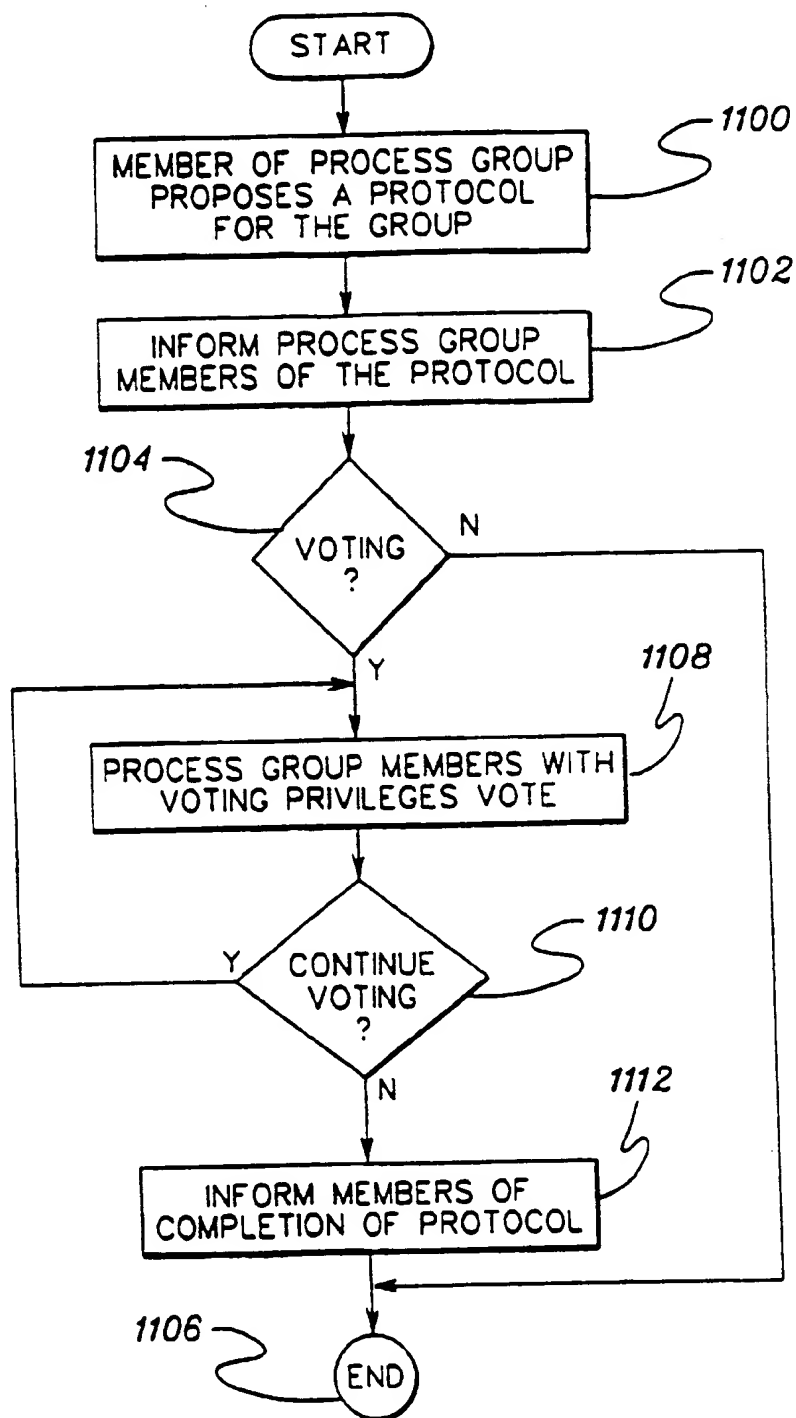 START
1100
MEMBER OF PROCESS GROUP
PROPOSES A PROTOCOL
FOR THE GROUP
1102
INFORM PROCESS GROUP
MEMBERS OF THE PROTOCOL
1104
VOTING
?
N
Y
1108
PROCESS GROUP MEMBERS WITH
VOTING PRIVILEGES VOTE
1110
Y
CONTINUE
VOTING
?
N
1112
INFORM MEMBERS OF
COMPLETION OF PROTOCOL
1106
END